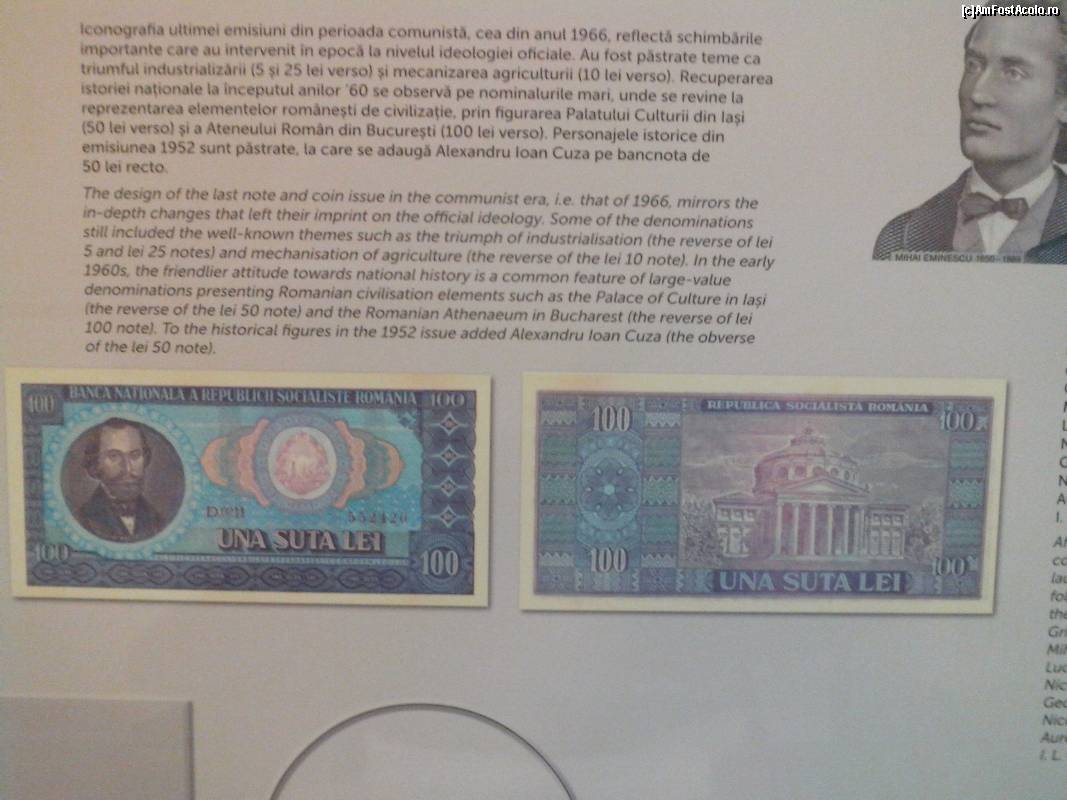 [c]AmFostAcolo.ro
Iconografia ultimei emisiuni din perioada comunistă, cea din anul 1966, reflectă schimbările
importante care au intervenit în epocă la nivelul ideologiei oficiale. Au fost păstrate teme ca
triumful industrializării (5 și 25 lei verso) și mecanizarea agriculturii (10 lei verso). Recuperarea
istoriei naționale la începutul anilor '60 se observă pe nominalurile mari, unde se revine la
reprezentarea elementelor românești de civilizație, prin figurarea Palatului Culturii din Iași
(50 lei verso) și a Ateneului Român din București (100 lei verso). Personajele istorice din
emisiunea 1952 sunt păstrate, la care se adaugă Alexandru Ioan Cuza pe bancnota de
50 lei recto.
The design of the last note and coin issue in the communist era, i.e. that of 1966, mirrors the
in-depth changes that left their imprint on the official ideology. Some of the denominations
still included the well-known themes such as the triumph of industrialisation (the reverse of lei
5 and lei 25 notes) and mechanisation of agriculture (the reverse of the lei 10 note). In the early
1960s, the friendlier attitude towards national history is a common feature of large-value
denominations presenting Romanian civilisation elements such as the Palace of Culture in Iași
(the reverse of the lei 50 note) and the Romanian Athenaeum in Bucharest (the reverse of lei
100 note). To the historical figures in the 1952 issue added Alexandru Ioan Cuza (the obverse
of the lei 50 note).
MIHAI EMINESCU 1850-1889
BANCA NAȚIONALĂ A REPUBLICII SOCIALISTE ROMÂNIA
100 100
552426
UNA SUTA LEI
100 100
REPUBLICA SOCIALISTĂ ROMÂNIA
100 100
100 100
UNA SUTA LEI
A
I.
the
Gri
Luc
Nic
Geo
Nico
Aure
I. L.